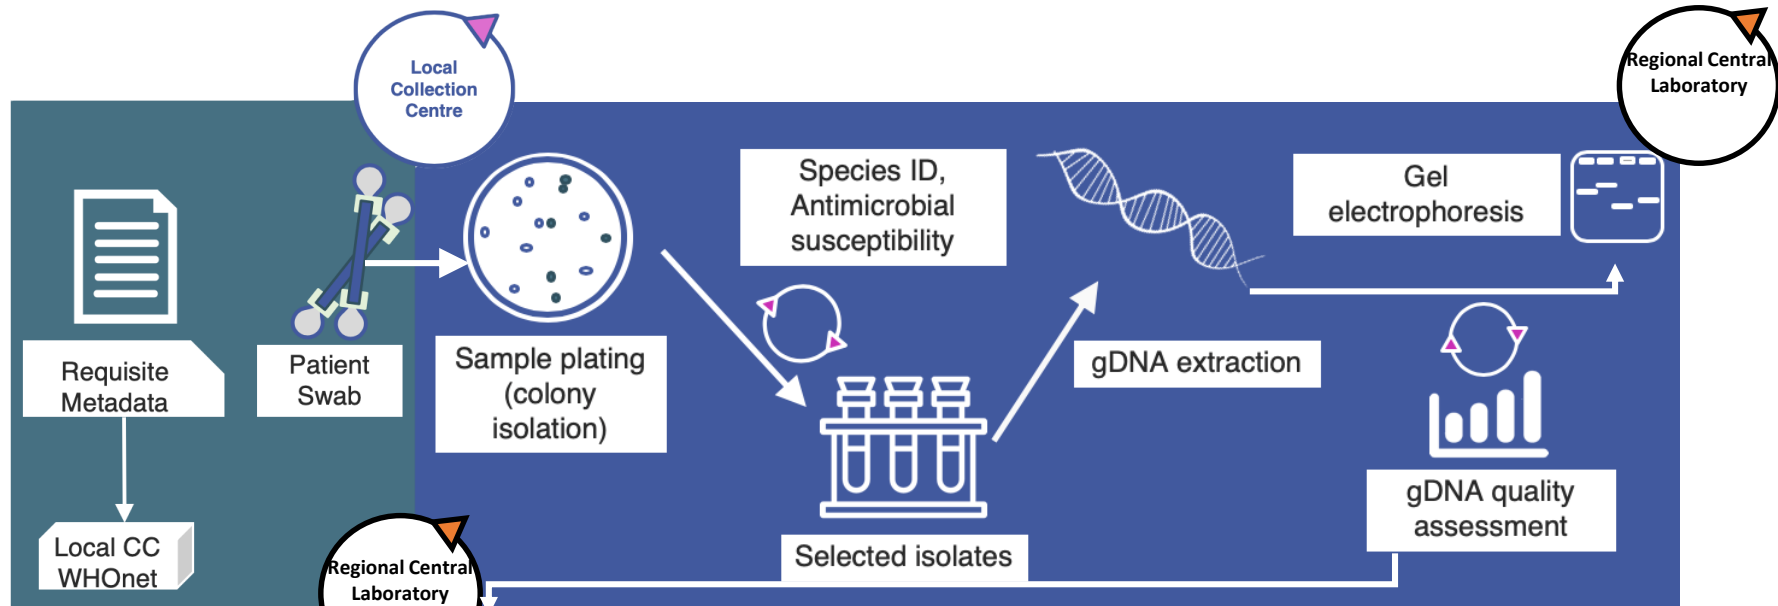 Local
Collection
Centre
Regional Central
Laboratory
Requisite
Metadata
Local CC
WHOnet
Patient
Swab
Sample plating
(colony
isolation)
Species ID,
Antimicrobial
susceptibility
Selected isolates
gDNA extraction
Gel
electrophoresis
gDNA quality
assessment
Regional Central
Laboratory